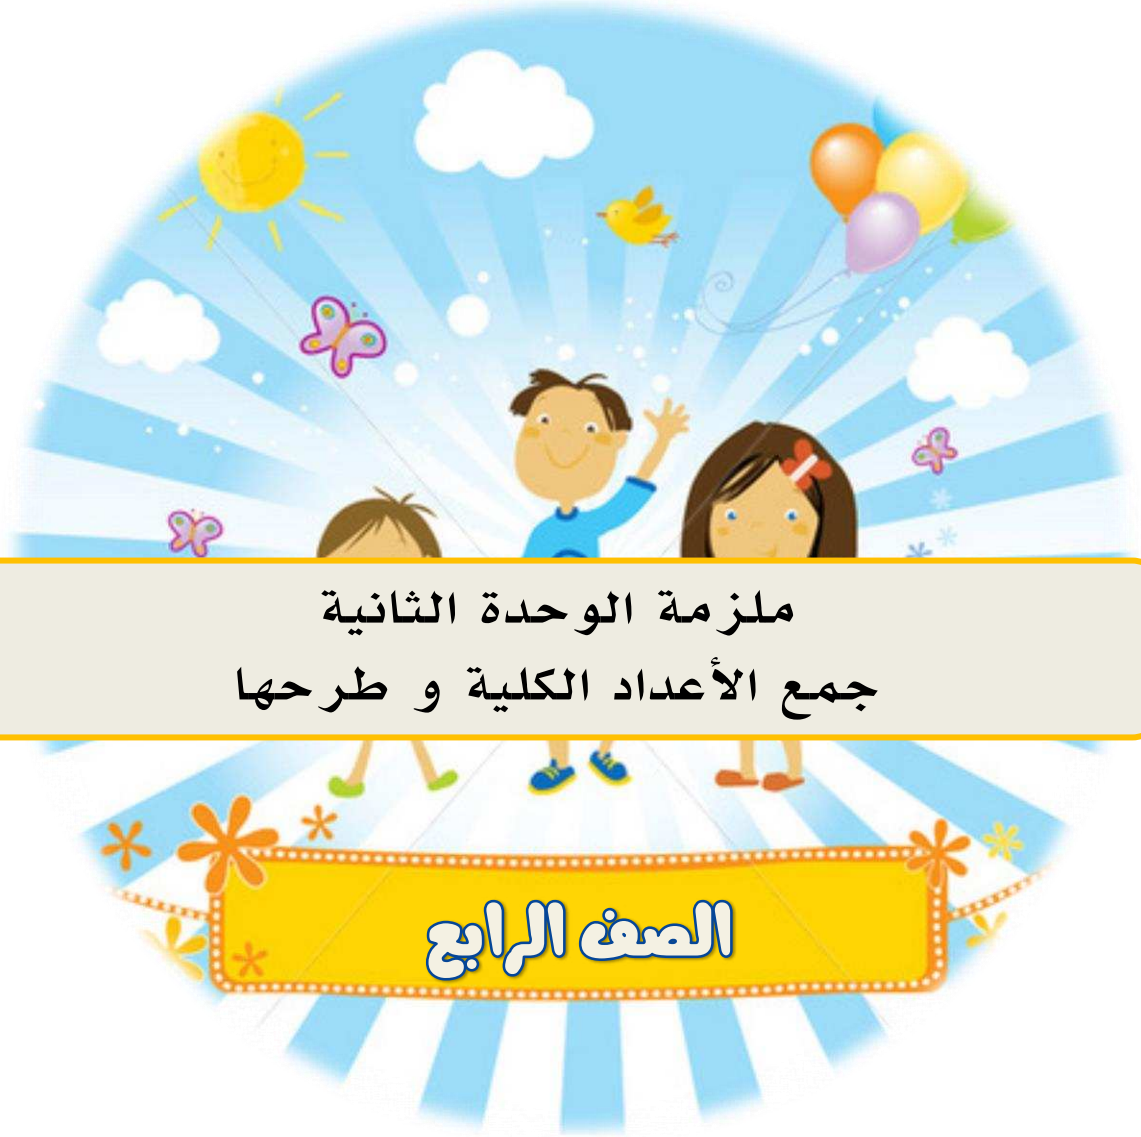 ملزمة الوحدة الثانية
جمع الأعداد الكلية و طرحها
الصف الرابع